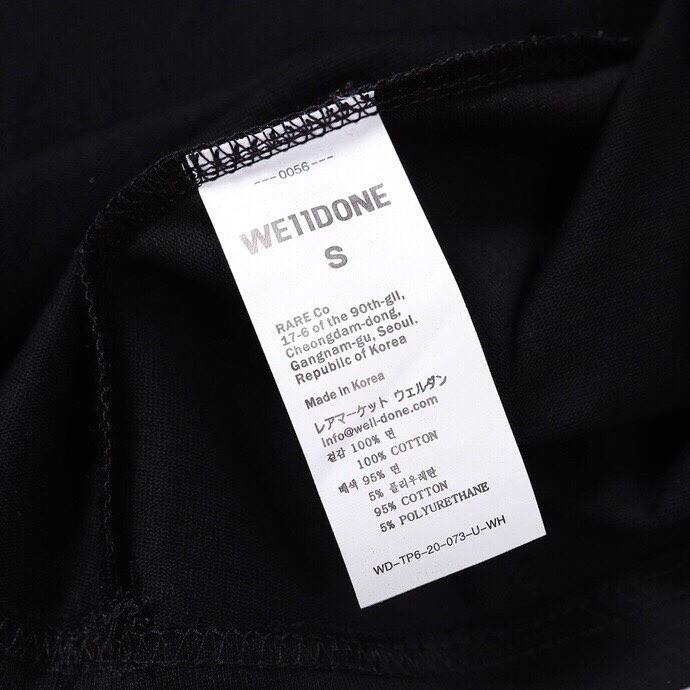 ---0056---
WE11DONE
S
RARE Co
17-6 of the 90th-gil,
Cheongdam-dong,
Gangnam-gu, Seoul.
Republic of Korea
Made in Korea
レアマーケット ウェルダン
info@well-done.com
겉감 100% 면
100% COTTON
배색 95% 면
5% 폴리우레탄
95% COTTON
5% POLYURETHANE
WD-TP6-20-073-U-WH